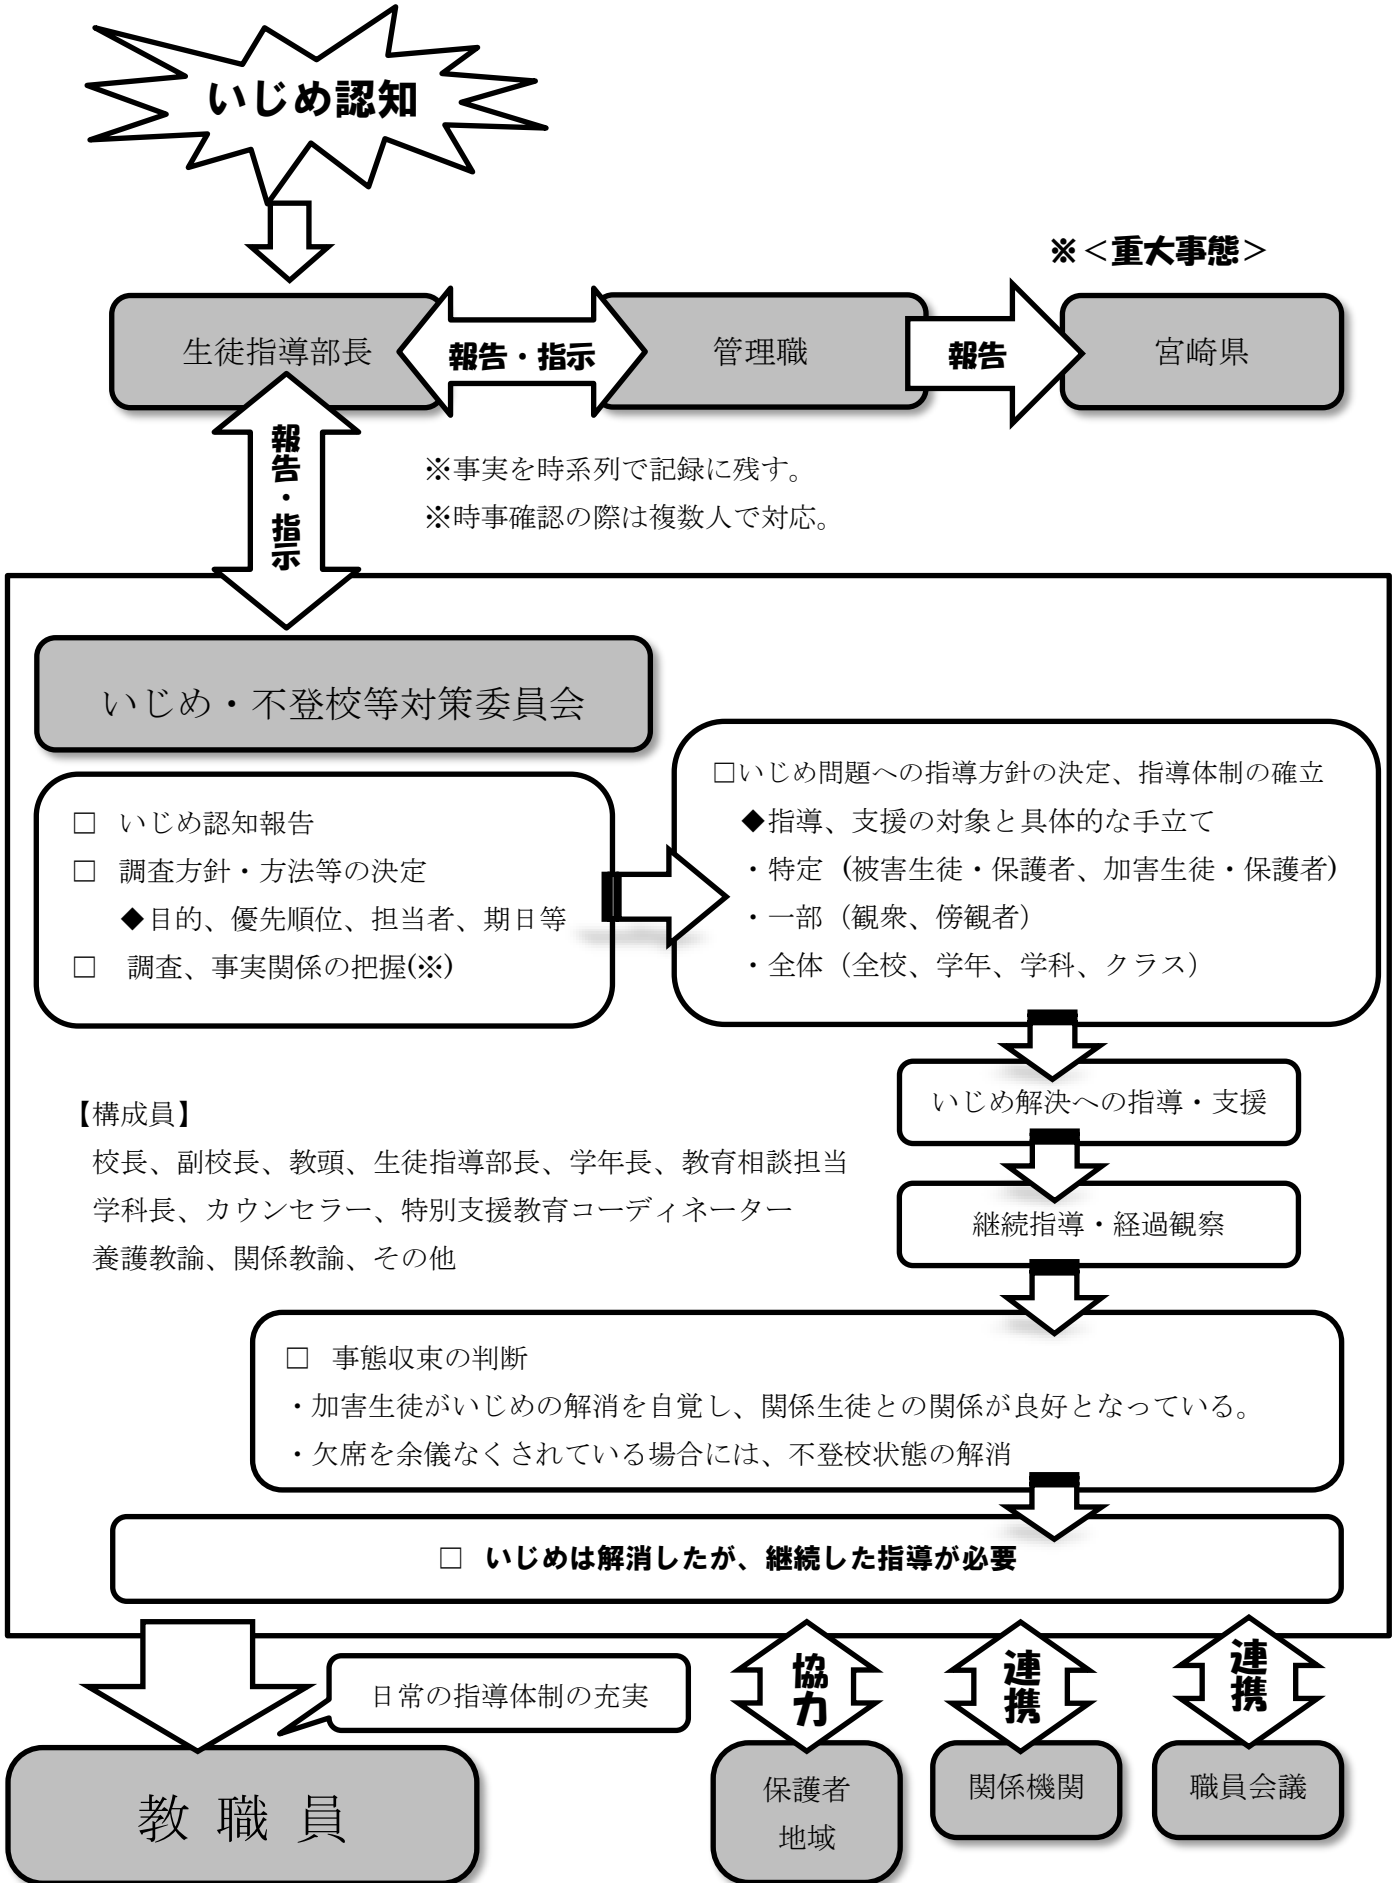 いじめ認知
※＜重大事態＞
生徒指導部長
報告・指示
管理職
報告
宮崎県
報告・指示
※事実を時系列で記録に残す。
※時事確認の際は複数人で対応。
いじめ・不登校等対策委員会
□ いじめ認知報告
□ 調査方針・方法等の決定
◆目的、優先順位、担当者、期日等
□ 調査、事実関係の把握(※)
□いじめ問題への指導方針の決定、指導体制の確立
◆指導、支援の対象と具体的な手立て
・特定（被害生徒・保護者、加害生徒・保護者)
・一部（観衆、傍観者）
・全体（全校、学年、学科、クラス）
いじめ解決への指導・支援
継続指導・経過観察
【構成員】
校長、副校長、教頭、生徒指導部長、学年長、教育相談担当
学科長、カウンセラー、特別支援教育コーディネーター
養護教諭、関係教諭、その他
□ 事態収束の判断
・加害生徒がいじめの解消を自覚し、関係生徒との関係が良好となっている。
・欠席を余儀なくされている場合には、不登校状態の解消
□ いじめは解消したが、継続した指導が必要
日常の指導体制の充実
協力
連携
連携
教職員
保護者
地域
関係機関
職員会議